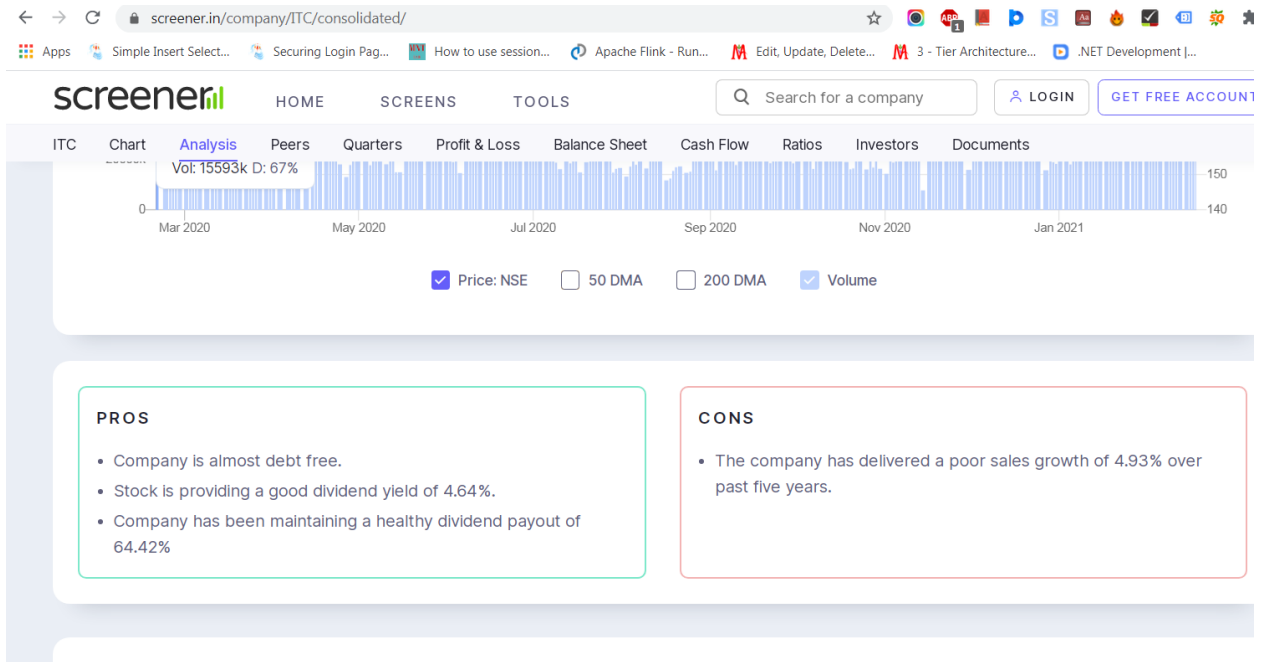 screener.in/company/ITC/consolidated/
ABP
1
Apps Simple Insert Select... Securing Login Pag... How to use session... Apache Flink - Run... Edit, Update, Delete... 3 - Tier Architecture... .NET Development |...
screener HOME SCREENS TOOLS Search for a company LOGIN GET FREE ACCOUNT
ITC Chart Analysis Peers Quarters Profit & Loss Balance Sheet Cash Flow Ratios Investors Documents
Vol: 15593k D: 67%
150
0 140
Mar 2020 May 2020 Jul 2020 Sep 2020 Nov 2020 Jan 2021
Price: NSE 50 DMA 200 DMA Volume
PROS
• Company is almost debt free.
• Stock is providing a good dividend yield of 4.64%.
• Company has been maintaining a healthy dividend payout of
64.42%
CONS
• The company has delivered a poor sales growth of 4.93% over
past five years.